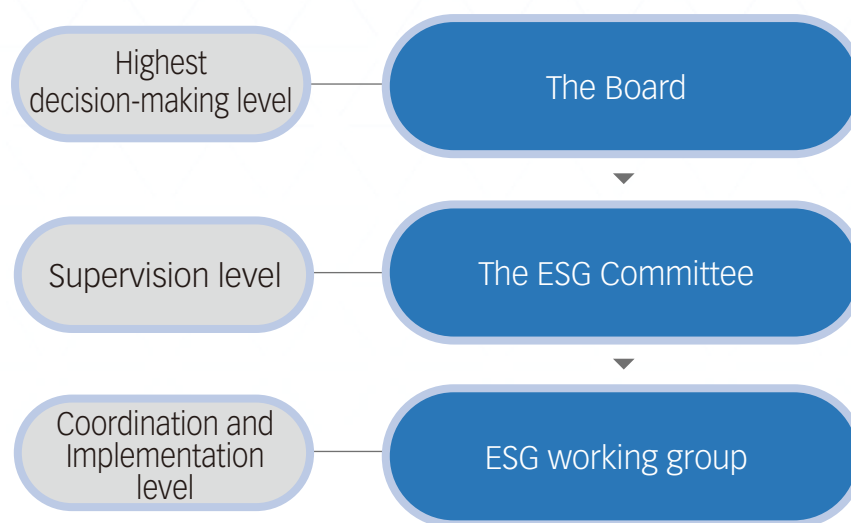 Highest
decision-making level
The Board
Supervision level
The ESG Committee
Coordination and
Implementation
level
ESG working group